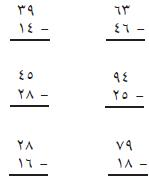 ٣٩ ٦٣
١٤ − ٤٦ −
٤٥ ٩٤
٢٨ − ٢٥ −
٢٨ ٧٩
١٦ − ١٨ −